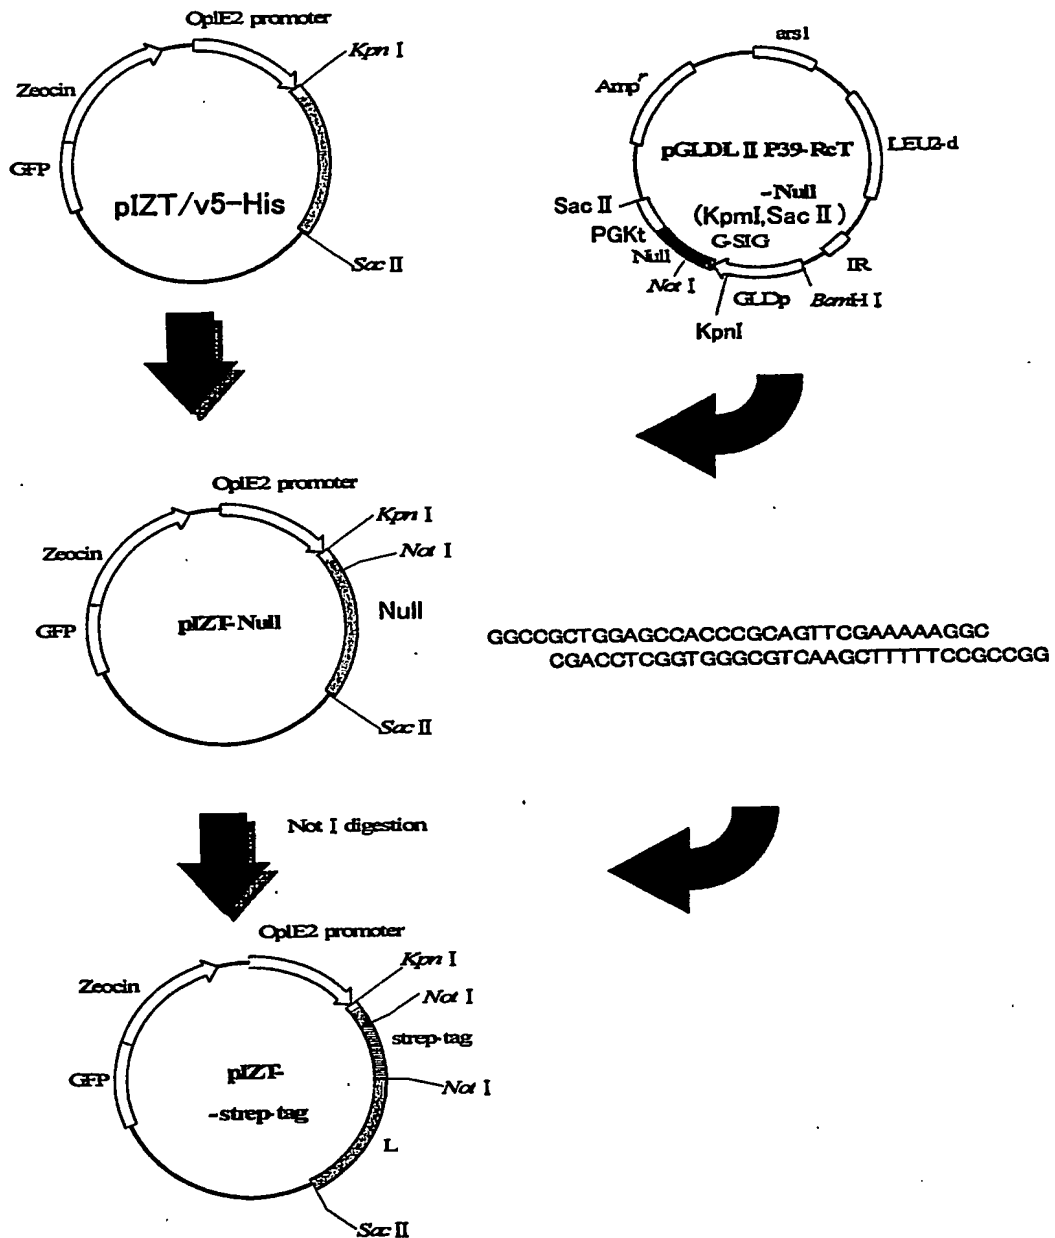 OpIE2 promoter
Kpn I
Zeocin
GFP
pIZT/v5-His
Sac II
ars1
Ampʳ
pGLDL II P39-RcT
LEU2-d
-Null
(KpmI,Sac II)
Sac II
PGKt
G-SIG
Null
Not I
IR
GLDp
BamH I
KpnI
OpIE2 promoter
Kpn I
Not I
Zeocin
Null
GFP
pIZT-Null
Sac II
GGCCGCTGGAGCCACCCGCAGTTCGAAAAAGGC
CGACCTCGGTGGGCGTCAAGCTTTTTCCGCCGG
Not I digestion
OpIE2 promoter
Kpn I
Zeocin
Not I
strep-tag
GFP
pIZT-
Not I
-strep-tag
L
Sac II